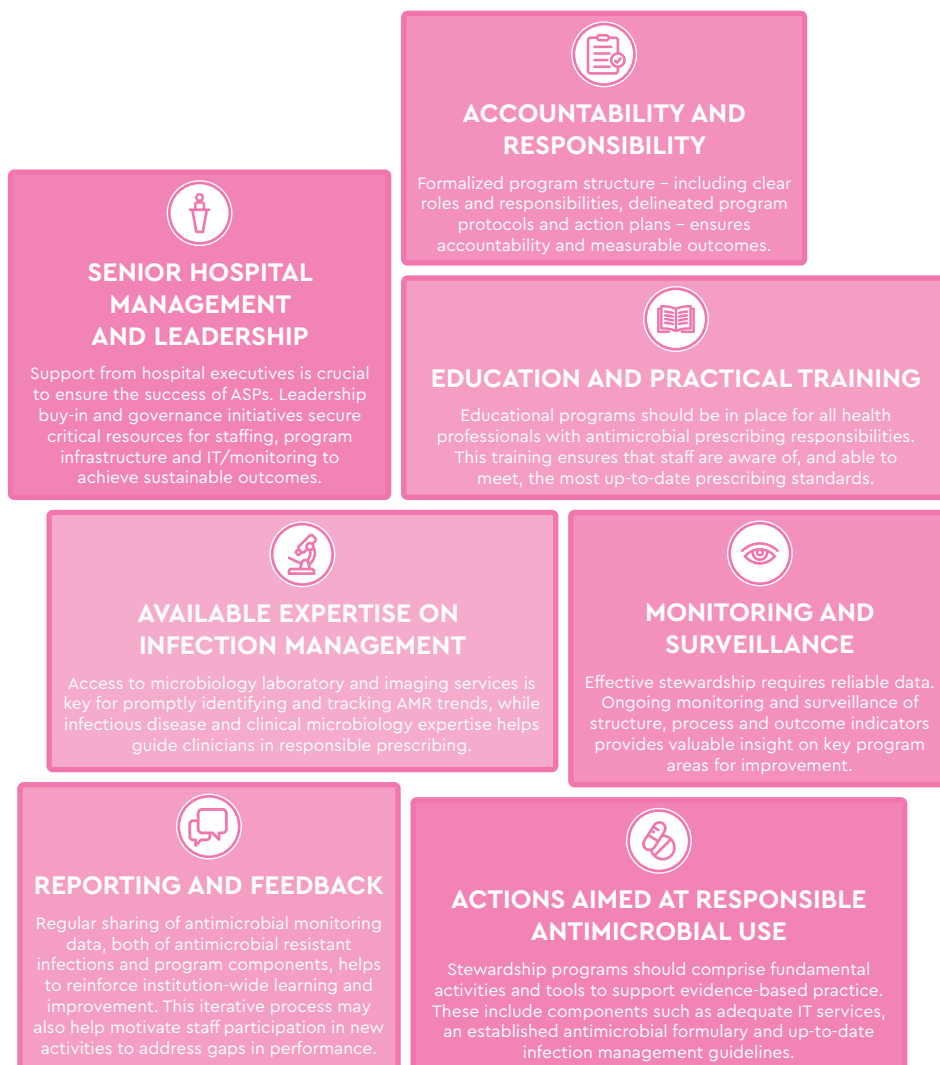 ACCOUNTABILITY AND
RESPONSIBILITY
Formalized program structure – including clear
roles and responsibilities, delineated program
protocols and action plans – ensures
accountability and measurable outcomes.
SENIOR HOSPITAL
MANAGEMENT
AND LEADERSHIP
Support from hospital executives is crucial
to ensure the success of ASPs. Leadership
buy-in and governance initiatives secure
critical resources for staffing, program
infrastructure and IT/monitoring to
achieve sustainable outcomes.
EDUCATION AND PRACTICAL TRAINING
Educational programs should be in place for all health
professionals with antimicrobial prescribing responsibilities.
This training ensures that staff are aware of, and able to
meet, the most up-to-date prescribing standards.
AVAILABLE EXPERTISE ON
INFECTION MANAGEMENT
Access to microbiology laboratory and imaging services is
key for promptly identifying and tracking AMR trends, while
infectious disease and clinical microbiology expertise helps
guide clinicians in responsible prescribing.
MONITORING AND
SURVEILLANCE
Effective stewardship requires reliable data.
Ongoing monitoring and surveillance of
structure, process and outcome indicators
provides valuable insight on key program
areas for improvement.
REPORTING AND FEEDBACK
Regular sharing of antimicrobial monitoring
data, both of antimicrobial resistant
infections and program components, helps
to reinforce institution-wide learning and
improvement. This iterative process may
also help motivate staff participation in new
activities to address gaps in performance.
ACTIONS AIMED AT RESPONSIBLE
ANTIMICROBIAL USE
Stewardship programs should comprise fundamental
activities and tools to support evidence-based practice.
These include components such as adequate IT services,
an established antimicrobial formulary and up-to-date
infection management guidelines.